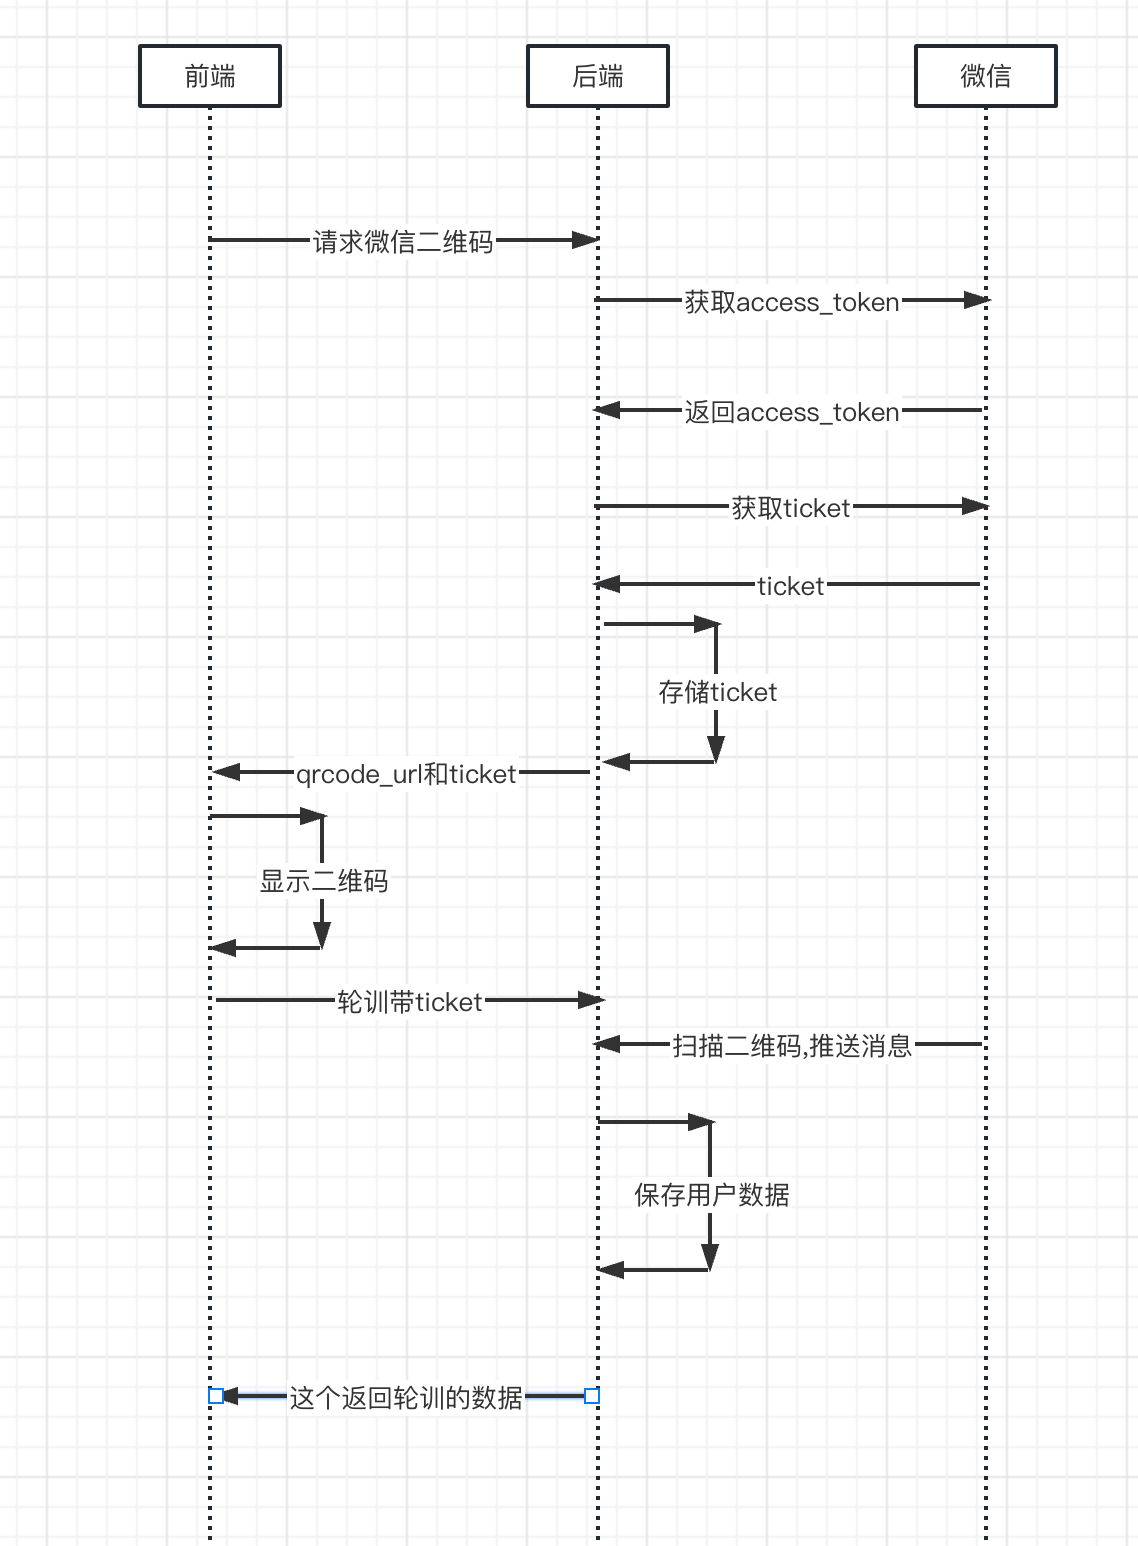 前端
后端
微信
请求微信二维码
获取access_token
返回access_token
获取ticket
ticket
存储ticket
qrcode_url和ticket
显示二维码
轮训带ticket
扫描二维码,推送消息
保存用户数据
这个返回轮训的数据